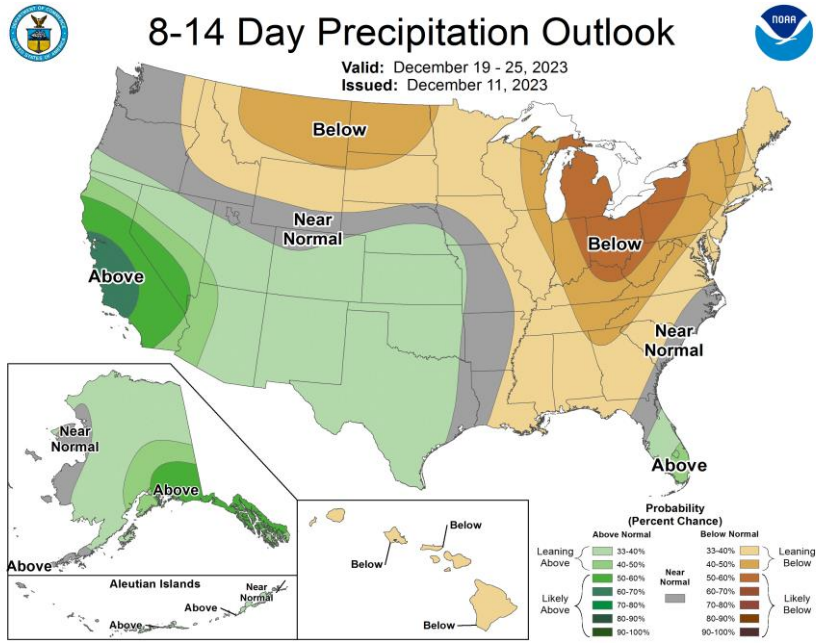 8-14 Day Precipitation Outlook
Valid: December 19 - 25, 2023
Issued: December 11, 2023
NOAA
Below
Near
Normal
Above
Below
Near
Normal
Above
Near
Normal
Above
Above
Aleutian Islands
Near
Normal
Above
Above
Below
Below
Below
Probability
(Percent Chance)
Above Normal
Below Normal
Leaning
Above
33-40%
40-50%
Likely
Above
50-60%
60-70%
70-80%
80-90%
90-100%
Near
Normal
33-40%
40-50%
Leaning
Below
50-60%
60-70%
70-80%
80-90%
90-100%
Likely
Below